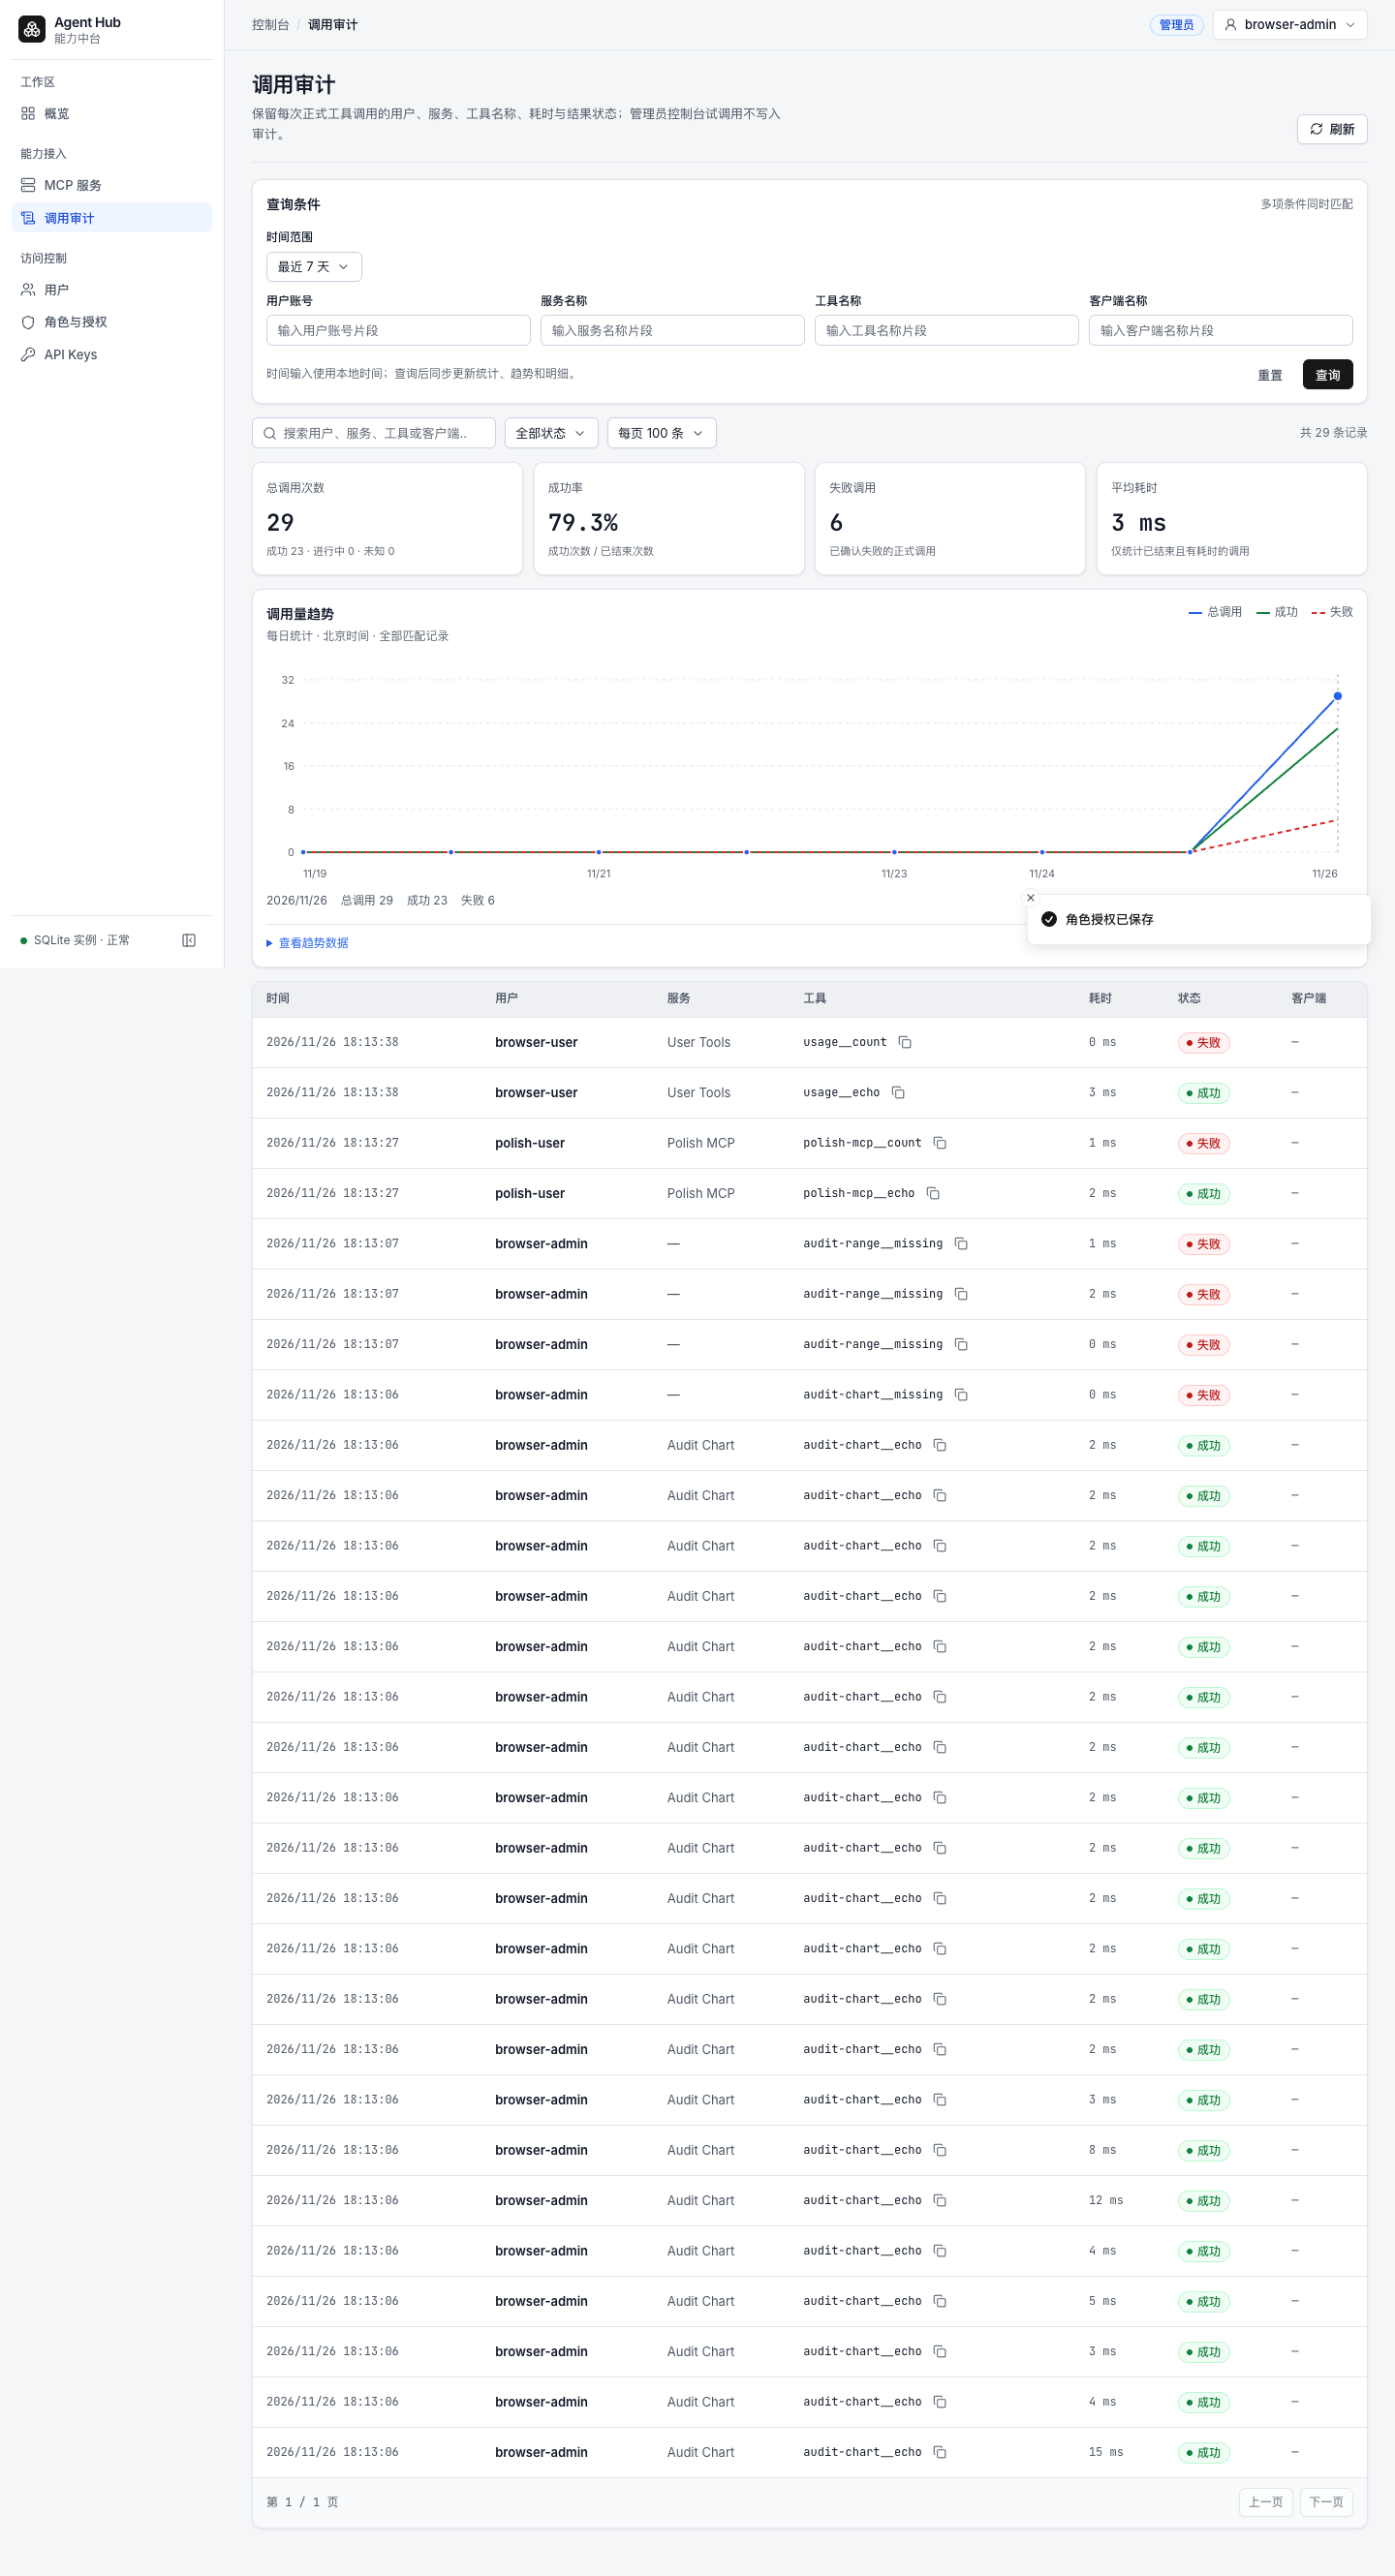 Agent Hub
能力中台
工作区
概览
能力接入
MCP 服务
调用审计
访问控制
用户
角色与授权
API Keys
SQLite 实例 · 正常
控制台 / 调用审计
管理员
browser-admin
调用审计
保留每次正式工具调用的用户、服务、工具名称、耗时与结果状态；管理员控制台试调用不写入
审计。
刷新
查询条件
多项条件同时匹配
时间范围
最近 7 天
用户账号 服务名称 工具名称 客户端名称
输入用户账号片段 输入服务名称片段 输入工具名称片段 输入客户端名称片段
时间输入使用本地时间；查询后同步更新统计、趋势和明细。
重置 查询
搜索用户、服务、工具或客户端.. 全部状态 每页 100 条 共 29 条记录
总调用次数 成功率 失败调用 平均耗时
29 79.3% 6 3 ms
成功 23 · 进行中 0 · 未知 0 成功次数 / 已结束次数 已确认失败的正式调用 仅统计已结束且有耗时的调用
调用量趋势
总调用 成功 失败
每日统计 · 北京时间 · 全部匹配记录
32
24
16
8
0
11/19 11/21 11/23 11/24 11/26
2026/11/26 总调用 29 成功 23 失败 6
角色授权已保存
查看趋势数据
时间 用户 服务 工具 耗时 状态 客户端
2026/11/26 18:13:38 browser-user User Tools usage__count 0 ms 失败 —
2026/11/26 18:13:38 browser-user User Tools usage__echo 3 ms 成功 —
2026/11/26 18:13:27 polish-user Polish MCP polish-mcp__count 1 ms 失败 —
2026/11/26 18:13:27 polish-user Polish MCP polish-mcp__echo 2 ms 成功 —
2026/11/26 18:13:07 browser-admin — audit-range__missing 1 ms 失败 —
2026/11/26 18:13:07 browser-admin — audit-range__missing 2 ms 失败 —
2026/11/26 18:13:07 browser-admin — audit-range__missing 0 ms 失败 —
2026/11/26 18:13:06 browser-admin — audit-chart__missing 0 ms 失败 —
2026/11/26 18:13:06 browser-admin Audit Chart audit-chart__echo 2 ms 成功 —
2026/11/26 18:13:06 browser-admin Audit Chart audit-chart__echo 2 ms 成功 —
2026/11/26 18:13:06 browser-admin Audit Chart audit-chart__echo 2 ms 成功 —
2026/11/26 18:13:06 browser-admin Audit Chart audit-chart__echo 2 ms 成功 —
2026/11/26 18:13:06 browser-admin Audit Chart audit-chart__echo 2 ms 成功 —
2026/11/26 18:13:06 browser-admin Audit Chart audit-chart__echo 2 ms 成功 —
2026/11/26 18:13:06 browser-admin Audit Chart audit-chart__echo 2 ms 成功 —
2026/11/26 18:13:06 browser-admin Audit Chart audit-chart__echo 2 ms 成功 —
2026/11/26 18:13:06 browser-admin Audit Chart audit-chart__echo 2 ms 成功 —
2026/11/26 18:13:06 browser-admin Audit Chart audit-chart__echo 2 ms 成功 —
2026/11/26 18:13:06 browser-admin Audit Chart audit-chart__echo 2 ms 成功 —
2026/11/26 18:13:06 browser-admin Audit Chart audit-chart__echo 2 ms 成功 —
2026/11/26 18:13:06 browser-admin Audit Chart audit-chart__echo 2 ms 成功 —
2026/11/26 18:13:06 browser-admin Audit Chart audit-chart__echo 3 ms 成功 —
2026/11/26 18:13:06 browser-admin Audit Chart audit-chart__echo 8 ms 成功 —
2026/11/26 18:13:06 browser-admin Audit Chart audit-chart__echo 12 ms 成功 —
2026/11/26 18:13:06 browser-admin Audit Chart audit-chart__echo 4 ms 成功 —
2026/11/26 18:13:06 browser-admin Audit Chart audit-chart__echo 5 ms 成功 —
2026/11/26 18:13:06 browser-admin Audit Chart audit-chart__echo 3 ms 成功 —
2026/11/26 18:13:06 browser-admin Audit Chart audit-chart__echo 4 ms 成功 —
2026/11/26 18:13:06 browser-admin Audit Chart audit-chart__echo 15 ms 成功 —
第 1 / 1 页
上一页 下一页